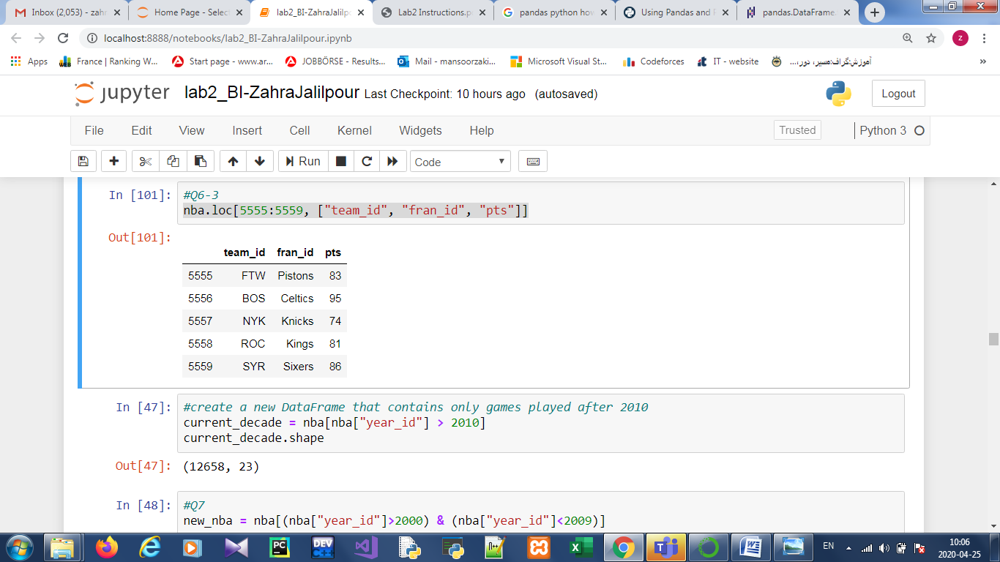 Inbox (2,053) - zahr
Home Page - Select
lab2_BI-ZahraJalilpour
Lab2 Instructions.p
pandas python how
Using Pandas and P
pandas.DataFrame.
localhost:8888/notebooks/lab2_BI-ZahraJalilpour.ipynb
z
Apps
France | Ranking W...
Start page - www.ar...
JOBBÖRSE - Results...
Mail - mansoorzaki...
Microsoft Visual St...
Codeforces
IT - website
آموزش:گراف:مسیر، دور،...
»
jupyter lab2_BI-ZahraJalilpour Last Checkpoint: 10 hours ago (autosaved)
Logout
File Edit View Insert Cell Kernel Widgets Help
Trusted
Python 3
Run
Code
In [101]: #Q6-3
nba.loc[5555:5559, ["team_id", "fran_id", "pts"]]
Out[101]:
team_id fran_id pts
5555 FTW Pistons 83
5556 BOS Celtics 95
5557 NYK Knicks 74
5558 ROC Kings 81
5559 SYR Sixers 86
In [47]: #create a new DataFrame that contains only games played after 2010
current_decade = nba[nba["year_id"] > 2010]
current_decade.shape
Out[47]: (12658, 23)
In [48]: #Q7
new_nba = nba[(nba["year_id"]>2000) & (nba["year_id"]<2009)]
PC
DEV
C++
EN
10:06
2020-04-25